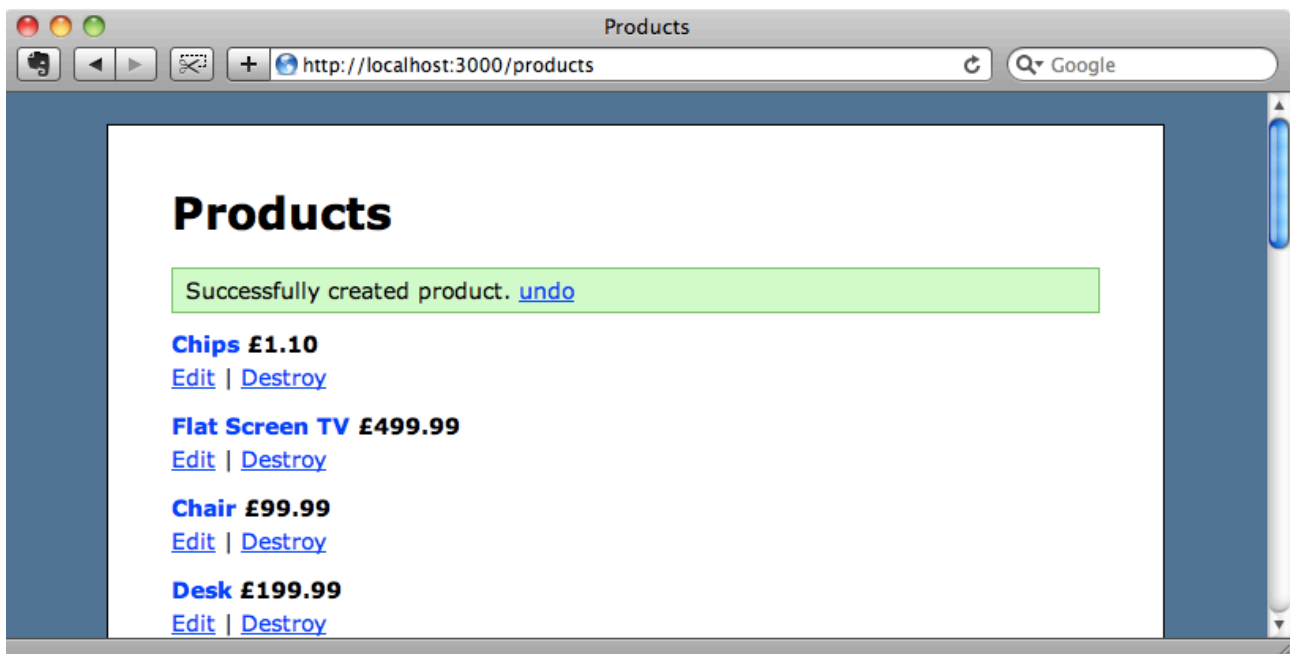 Products
http://localhost:3000/products
Google
Products
Successfully created product. undo
Chips £1.10
Edit | Destroy
Flat Screen TV £499.99
Edit | Destroy
Chair £99.99
Edit | Destroy
Desk £199.99
Edit | Destroy